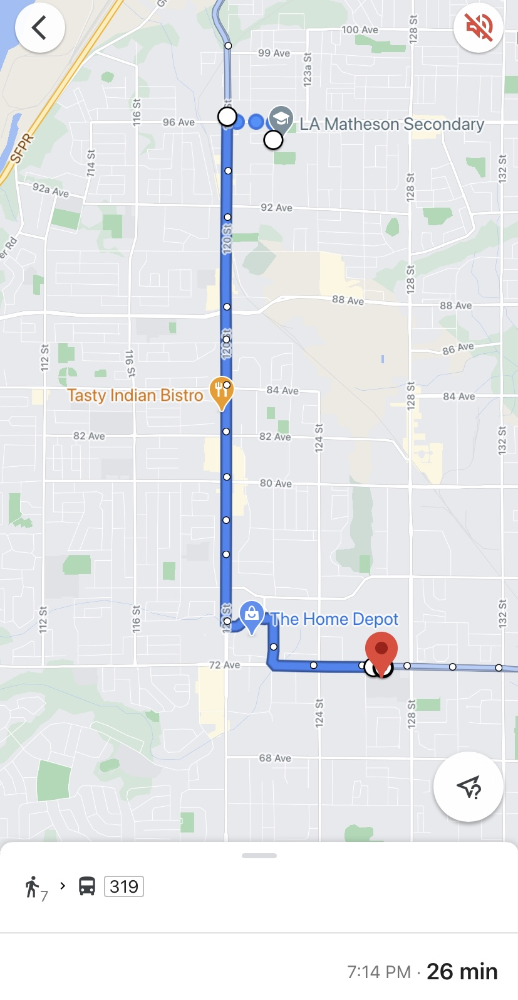 100 Ave
128 St
99 Ave
123a St
116 St
96 Ave
LA Matheson Secondary
SFPR
114 St
132 St
92a Ave
128 St
92 Ave
120 St
128 St
88 Ave
88 Ave
112 St
116 St
120 St
86 Ave
Tasty Indian Bistro
84 Ave
128 St
84 Ave
82 Ave
82 Ave
124 St
132 St
80 Ave
112 St
116 St
The Home Depot
132 St
72 Ave
124 St
128 St
68 Ave
7
319
7:14 PM · 26 min